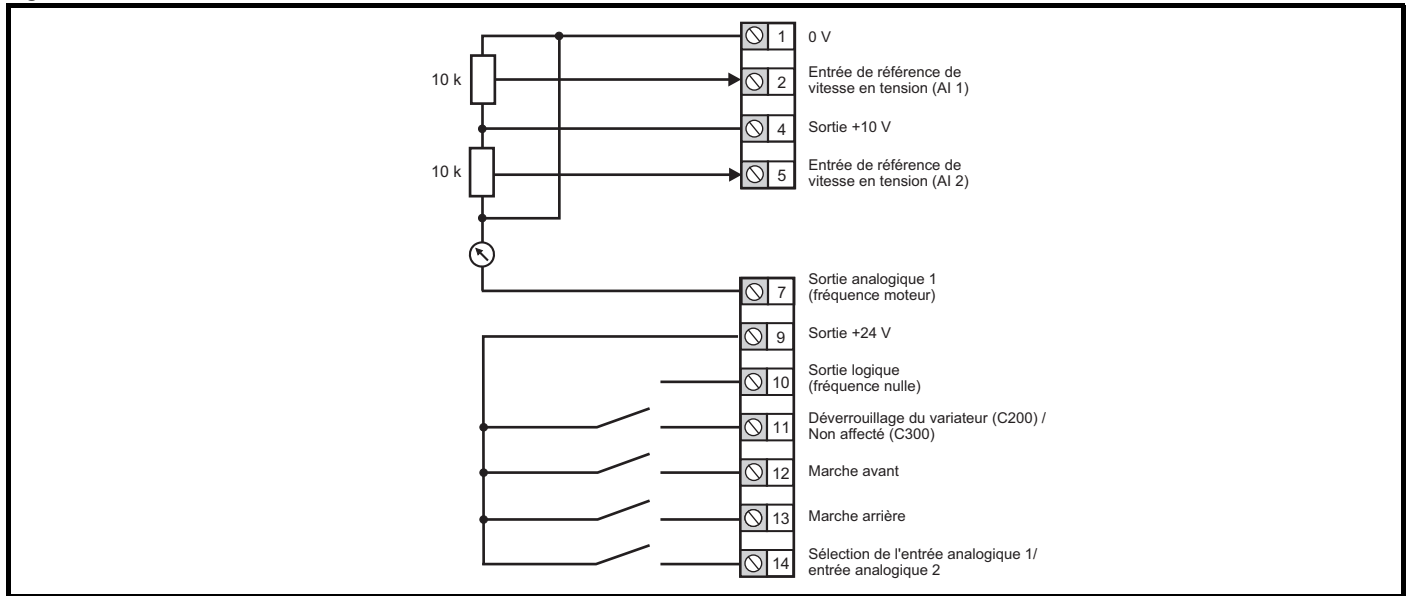 1 0 V
10 k
2 Entrée de référence de
vitesse en tension (AI 1)
4 Sortie +10 V
10 k
5 Entrée de référence de
vitesse en tension (AI 2)
7 Sortie analogique 1
(fréquence moteur)
9 Sortie +24 V
10 Sortie logique
(fréquence nulle)
11 Déverrouillage du variateur (C200) /
Non affecté (C300)
12 Marche avant
13 Marche arrière
14 Sélection de l'entrée analogique 1/
entrée analogique 2